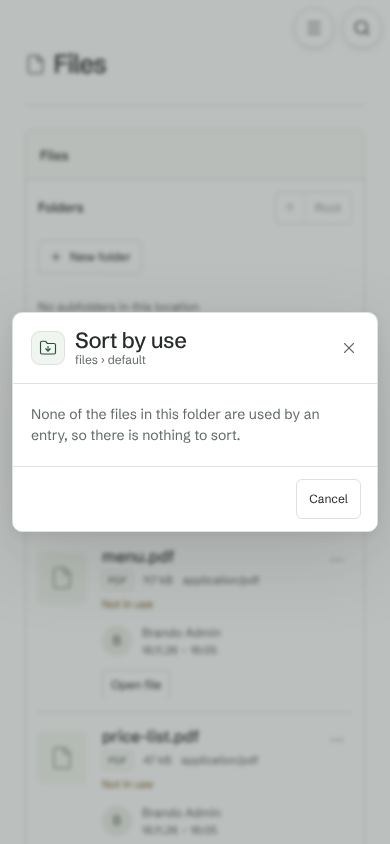 Files
Files
Folders
Root
+ New folder
No subfolders in this location
Sort by use
files › default
None of the files in this folder are used by an
entry, so there is nothing to sort.
Cancel
menu.pdf
PDF
application/pdf
Not in use
B
Brando Admin
Open file
price-list.pdf
PDF 47 kB application/pdf
Not in use
B
Brando Admin